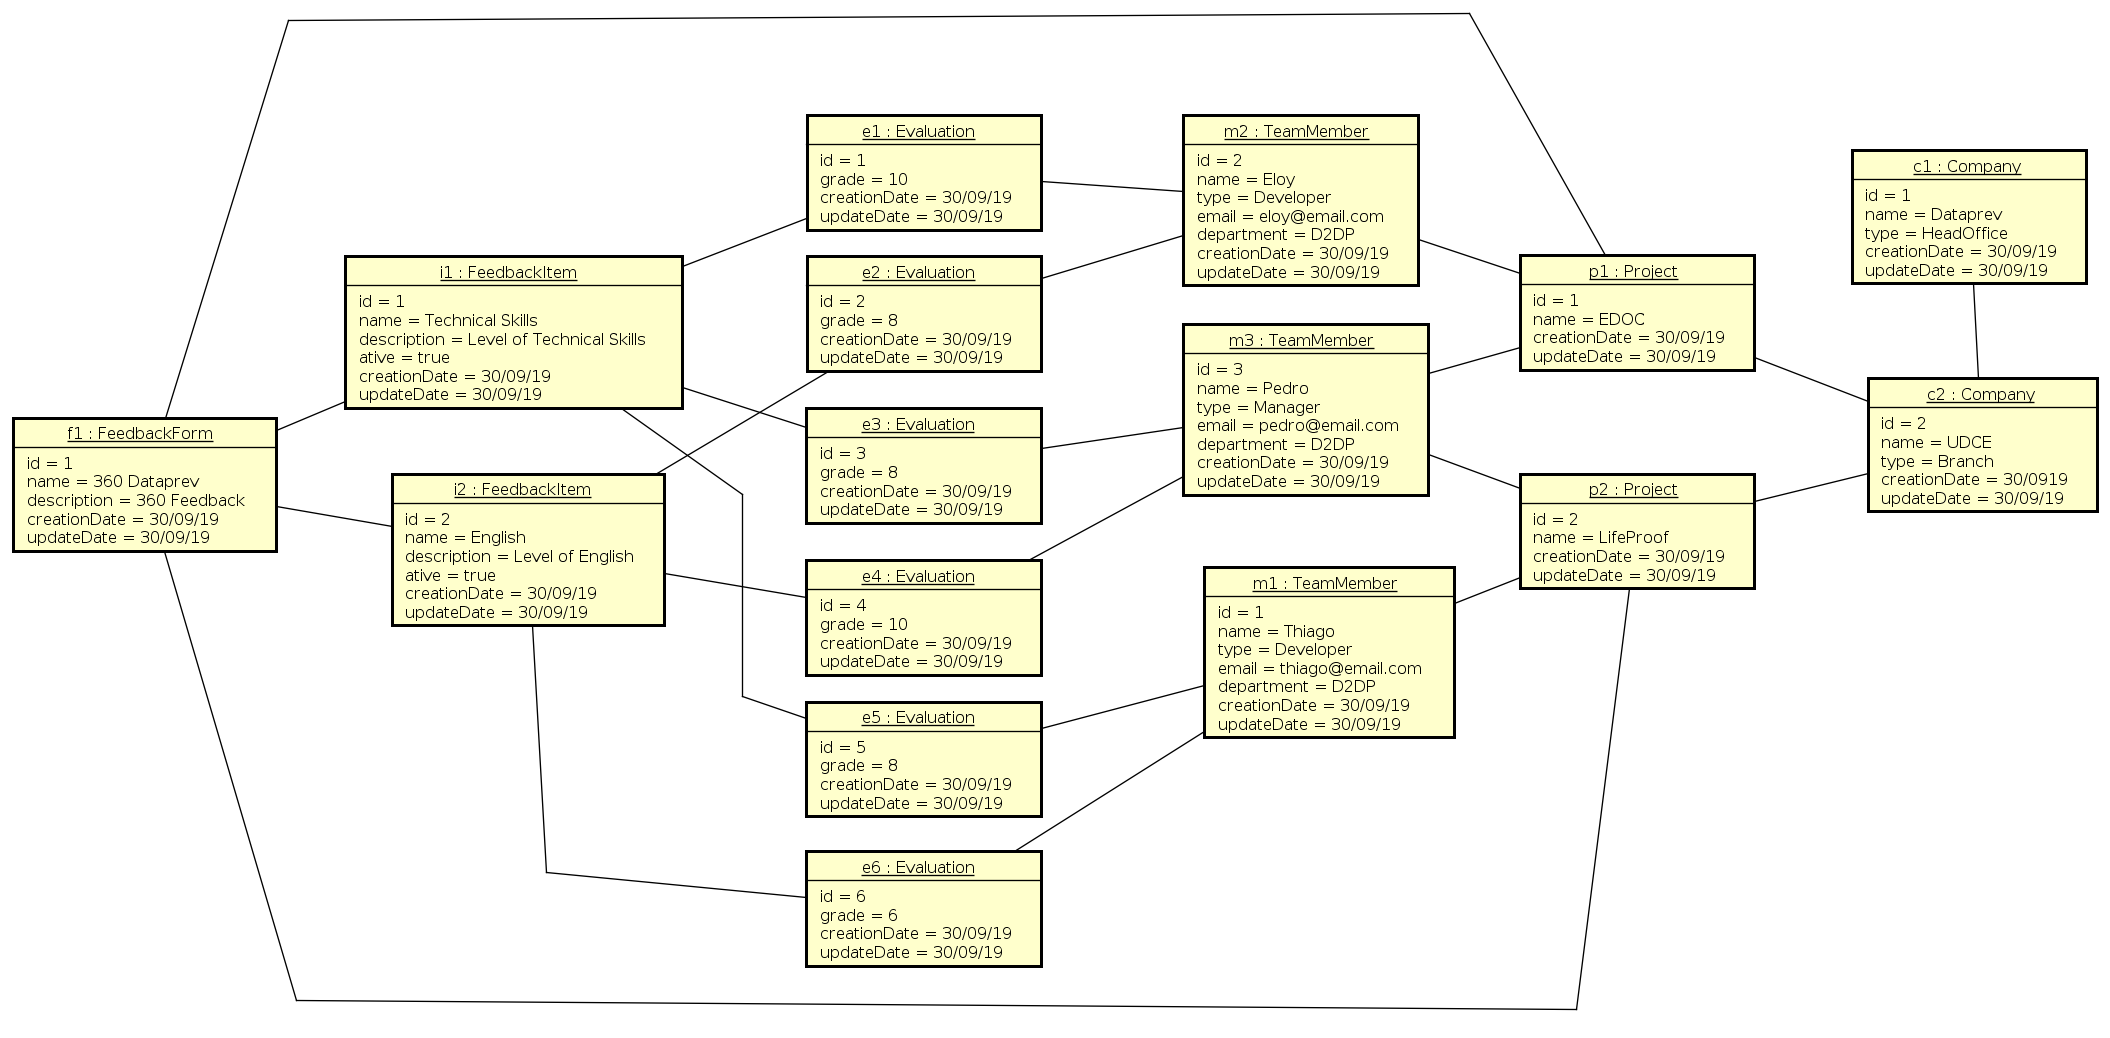 e1 : Evaluation
id = 1
grade = 10
creationDate = 30/09/19
updateDate = 30/09/19
m2 : TeamMember
id = 2
name = Eloy
type = Developer
email = eloy@email.com
department = D2DP
creationDate = 30/09/19
updateDate = 30/09/19
c1 : Company
id = 1
name = Dataprev
type = HeadOffice
creationDate = 30/09/19
updateDate = 30/09/19
i1 : FeedbackItem
id = 1
name = Technical Skills
description = Level of Technical Skills
ative = true
creationDate = 30/09/19
updateDate = 30/09/19
e2 : Evaluation
id = 2
grade = 8
creationDate = 30/09/19
updateDate = 30/09/19
p1 : Project
id = 1
name = EDOC
creationDate = 30/09/19
updateDate = 30/09/19
m3 : TeamMember
id = 3
name = Pedro
type = Manager
email = pedro@email.com
department = D2DP
creationDate = 30/09/19
updateDate = 30/09/19
c2 : Company
id = 2
name = UDCE
type = Branch
creationDate = 30/0919
updateDate = 30/09/19
f1 : FeedbackForm
id = 1
name = 360 Dataprev
description = 360 Feedback
creationDate = 30/09/19
updateDate = 30/09/19
e3 : Evaluation
id = 3
grade = 8
creationDate = 30/09/19
updateDate = 30/09/19
i2 : FeedbackItem
id = 2
name = English
description = Level of English
ative = true
creationDate = 30/09/19
updateDate = 30/09/19
p2 : Project
id = 2
name = LifeProof
creationDate = 30/09/19
updateDate = 30/09/19
e4 : Evaluation
id = 4
grade = 10
creationDate = 30/09/19
updateDate = 30/09/19
m1 : TeamMember
id = 1
name = Thiago
type = Developer
email = thiago@email.com
department = D2DP
creationDate = 30/09/19
updateDate = 30/09/19
e5 : Evaluation
id = 5
grade = 8
creationDate = 30/09/19
updateDate = 30/09/19
e6 : Evaluation
id = 6
grade = 6
creationDate = 30/09/19
updateDate = 30/09/19